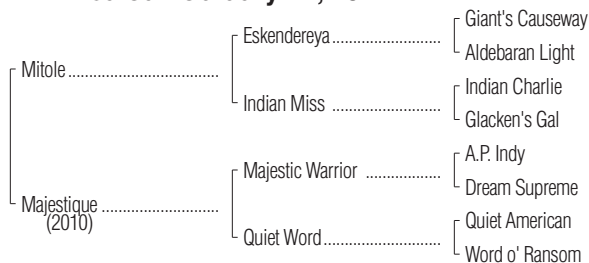 Giant's Causeway
Eskendereya
Aldebaran Light
Mitole
Indian Charlie
Indian Miss
Glacken's Gal
A.P. Indy
Majestic Warrior
Dream Supreme
Majestique
(2010)
Quiet American
Quiet Word
Word o' Ransom